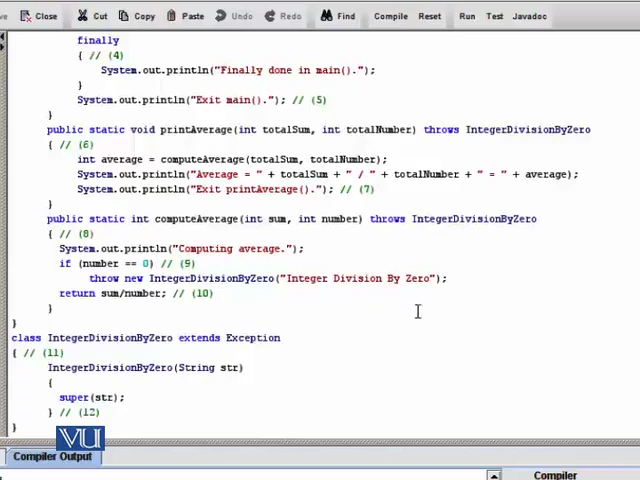 Close Cut Copy Paste Undo Redo Find Compile Reset Run Test Javadoc
finally
{ // (4)
System.out.println("Finally done in main().");
}
System.out.println("Exit main()."); // (5)
}
public static void printAverage(int totalSum, int totalNumber) throws IntegerDivisionByZero
{ // (6)
int average = computeAverage(totalSum, totalNumber);
System.out.println("Average = " + totalSum + " / " + totalNumber + " = " + average);
System.out.println("Exit printAverage()."); // (7)
}
public static int computeAverage(int sum, int number) throws IntegerDivisionByZero
{ // (8)
System.out.println("Computing average.");
if (number == 0) // (9)
throw new IntegerDivisionByZero("Integer Division By Zero");
return sum/number; // (10)
}
}
class IntegerDivisionByZero extends Exception
{ // (11)
IntegerDivisionByZero(String str)
{
super(str);
} // (12)
}
VU
Compiler Output
Compiler